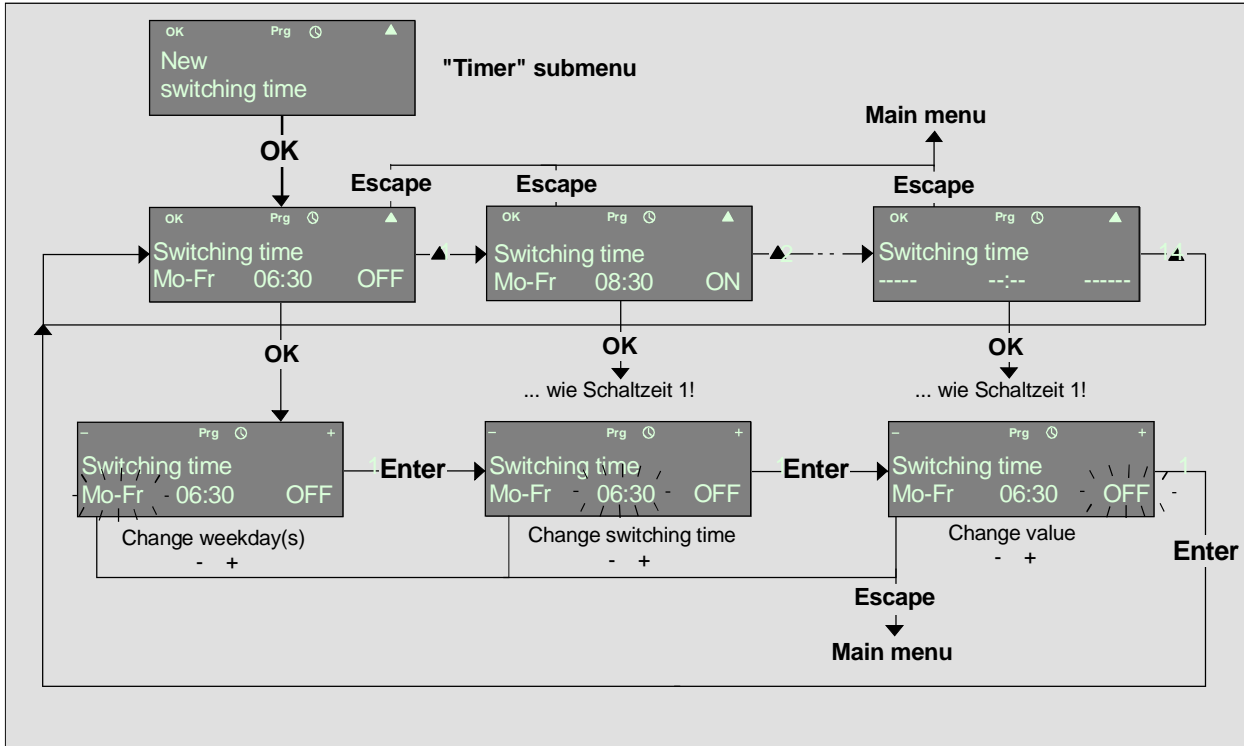 OK Prg
New
switching time
"Timer" submenu
Main menu
OK
Escape Escape Escape
OK Prg
Switching time 1
Mo-Fr 06:30 OFF
OK Prg
Switching time 2
Mo-Fr 08:30 ON
OK Prg
Switching time 14
----- --:-- ------
OK
OK
... wie Schaltzeit 1!
OK
... wie Schaltzeit 1!
- Prg +
Switching time 1
Mo-Fr 06:30 OFF
Change weekday(s)
- +
Enter
- Prg +
Switching time 1
Mo-Fr 06:30 OFF
Change switching time
- +
Enter
- Prg +
Switching time 1
Mo-Fr 06:30 OFF
Change value
- +
Enter
Escape
Main menu